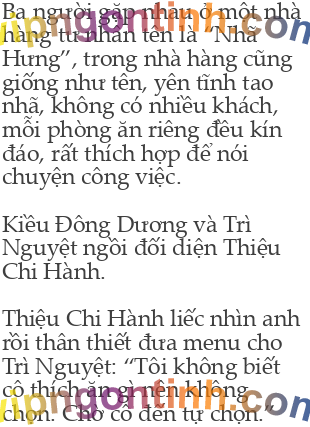 Ba người gặp nhau ở một nhà
hàng tư nhân tên là “Nhã
Hưng”, trong nhà hàng cũng
giống như tên, yên tĩnh tao
nhã, không có nhiều khách,
mỗi phòng ăn riêng đều kín
đáo, rất thích hợp để nói
chuyện công việc.
Kiều Đông Dương và Trì
Nguyệt ngồi đối diện Thiệu
Chi Hành.
Thiệu Chi Hành liếc nhìn anh
rồi thân thiết đưa menu cho
Trì Nguyệt: “Tôi không biết
cô thích ăn gì nên không
chọn. Chờ cô đến tự chọn.”
vipngontinh.com
vipngontinh.com